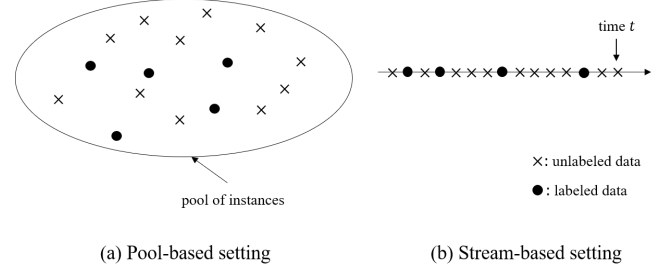 time t
pool of instances
×: unlabeled data
●: labeled data
(a) Pool-based setting
(b) Stream-based setting